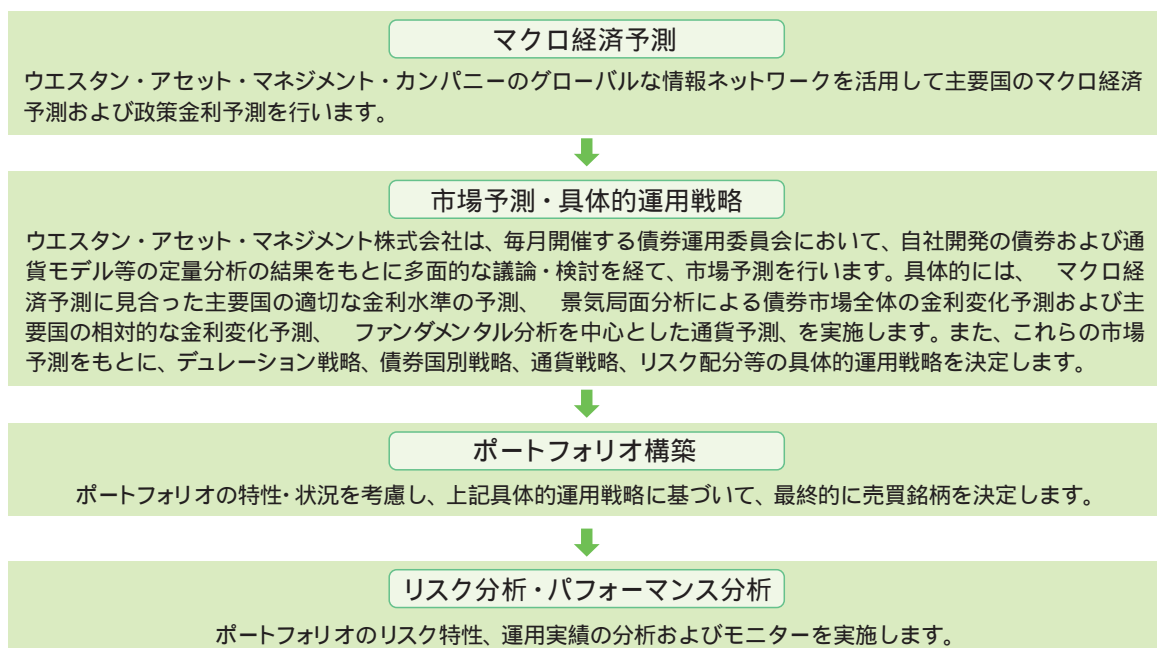 マクロ経済予測
ウエスタン・アセット・マネジメント・カンパニーのグローバルな情報ネットワークを活用して主要国のマクロ経済
予測および政策金利予測を行います。
市場予測・具体的運用戦略
ウエスタン・アセット・マネジメント株式会社は、毎月開催する債券運用委員会において、自社開発の債券および通
貨モデル等の定量分析の結果をもとに多面的な議論・検討を経て、市場予測を行います。具体的には、　マクロ経
済予測に見合った主要国の適切な金利水準の予測、　景気局面分析による債券市場全体の金利変化予測および主
要国の相対的な金利変化予測、　ファンダメンタル分析を中心とした通貨予測、を実施します。また、これらの市場
予測をもとに、デュレーション戦略、債券国別戦略、通貨戦略、リスク配分等の具体的運用戦略を決定します。
ポートフォリオ構築
ポートフォリオの特性・状況を考慮し、上記具体的運用戦略に基づいて、最終的に売買銘柄を決定します。
リスク分析・パフォーマンス分析
ポートフォリオのリスク特性、運用実績の分析およびモニターを実施します。